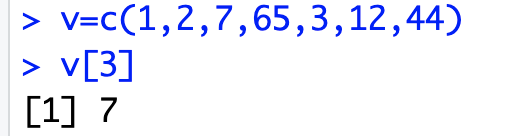 > v=c(1,2,7,65,3,12,44)
> v[3]
[1] 7